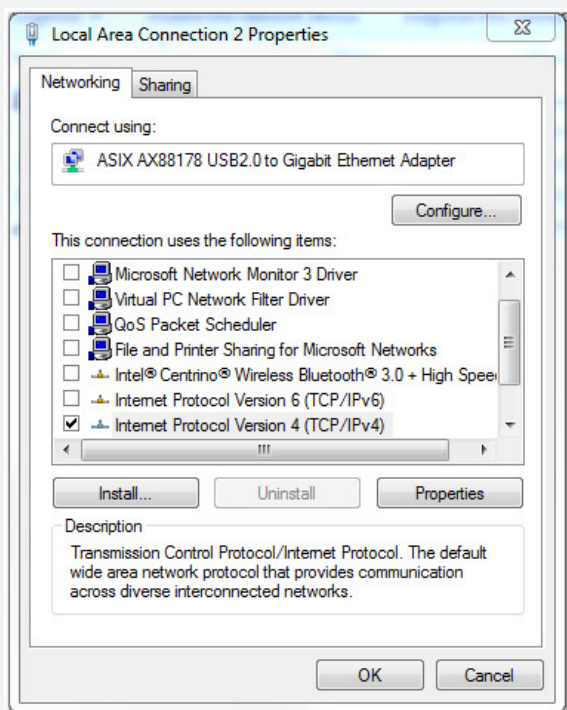 Local Area Connection 2 Properties
Networking
Sharing
Connect using:
ASIX AX88178 USB2.0 to Gigabit Ethernet Adapter
Configure...
This connection uses the following items:
Microsoft Network Monitor 3 Driver
Virtual PC Network Filter Driver
QoS Packet Scheduler
File and Printer Sharing for Microsoft Networks
Intel® Centrino® Wireless Bluetooth® 3.0 + High Spee
Internet Protocol Version 6 (TCP/IPv6)
Internet Protocol Version 4 (TCP/IPv4)
Install...
Uninstall
Properties
Description
Transmission Control Protocol/Internet Protocol. The default
wide area network protocol that provides communication
across diverse interconnected networks.
OK
Cancel